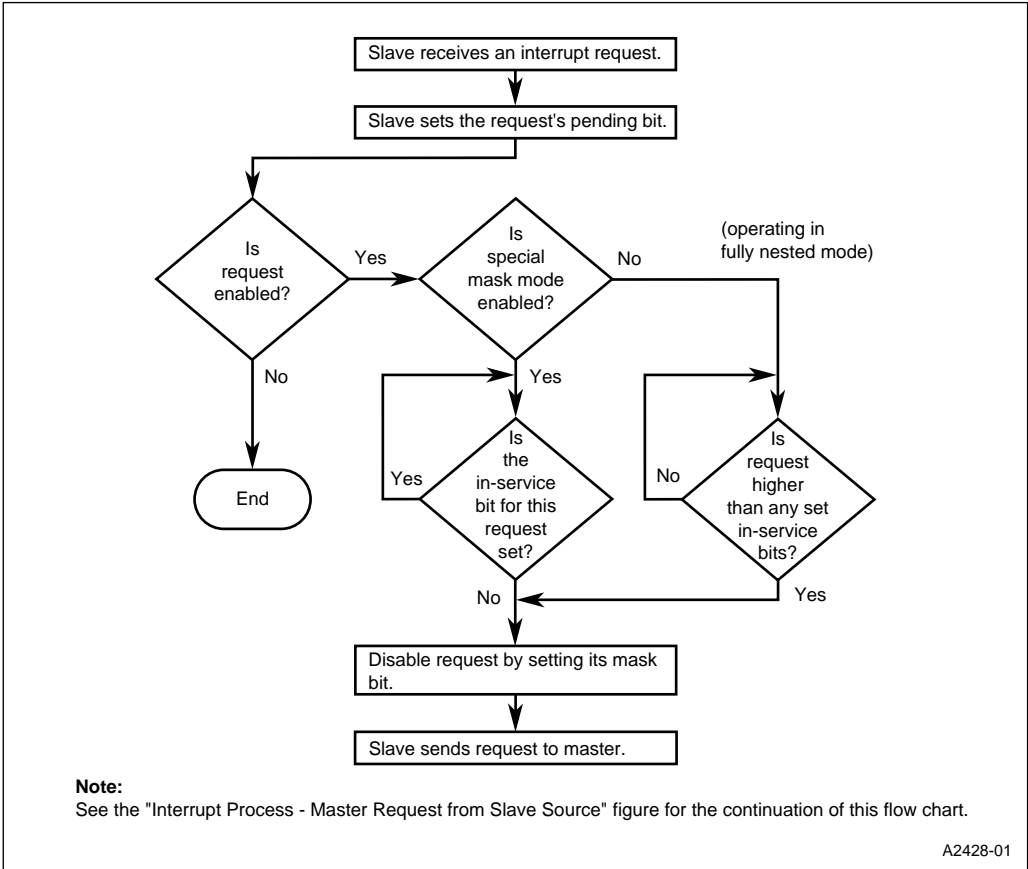 Slave receives an interrupt request.
Slave sets the request's pending bit.
Is
request
enabled?
Yes
No
End
Is
special
mask mode
enabled?
No
(operating in
fully nested mode)
Yes
Is
the
in-service
bit for this
request
set?
Yes
No
Is
request
higher
than any set
in-service
bits?
No
Yes
Disable request by setting its mask
bit.
Slave sends request to master.
Note:
See the "Interrupt Process - Master Request from Slave Source" figure for the continuation of this flow chart.
A2428-01